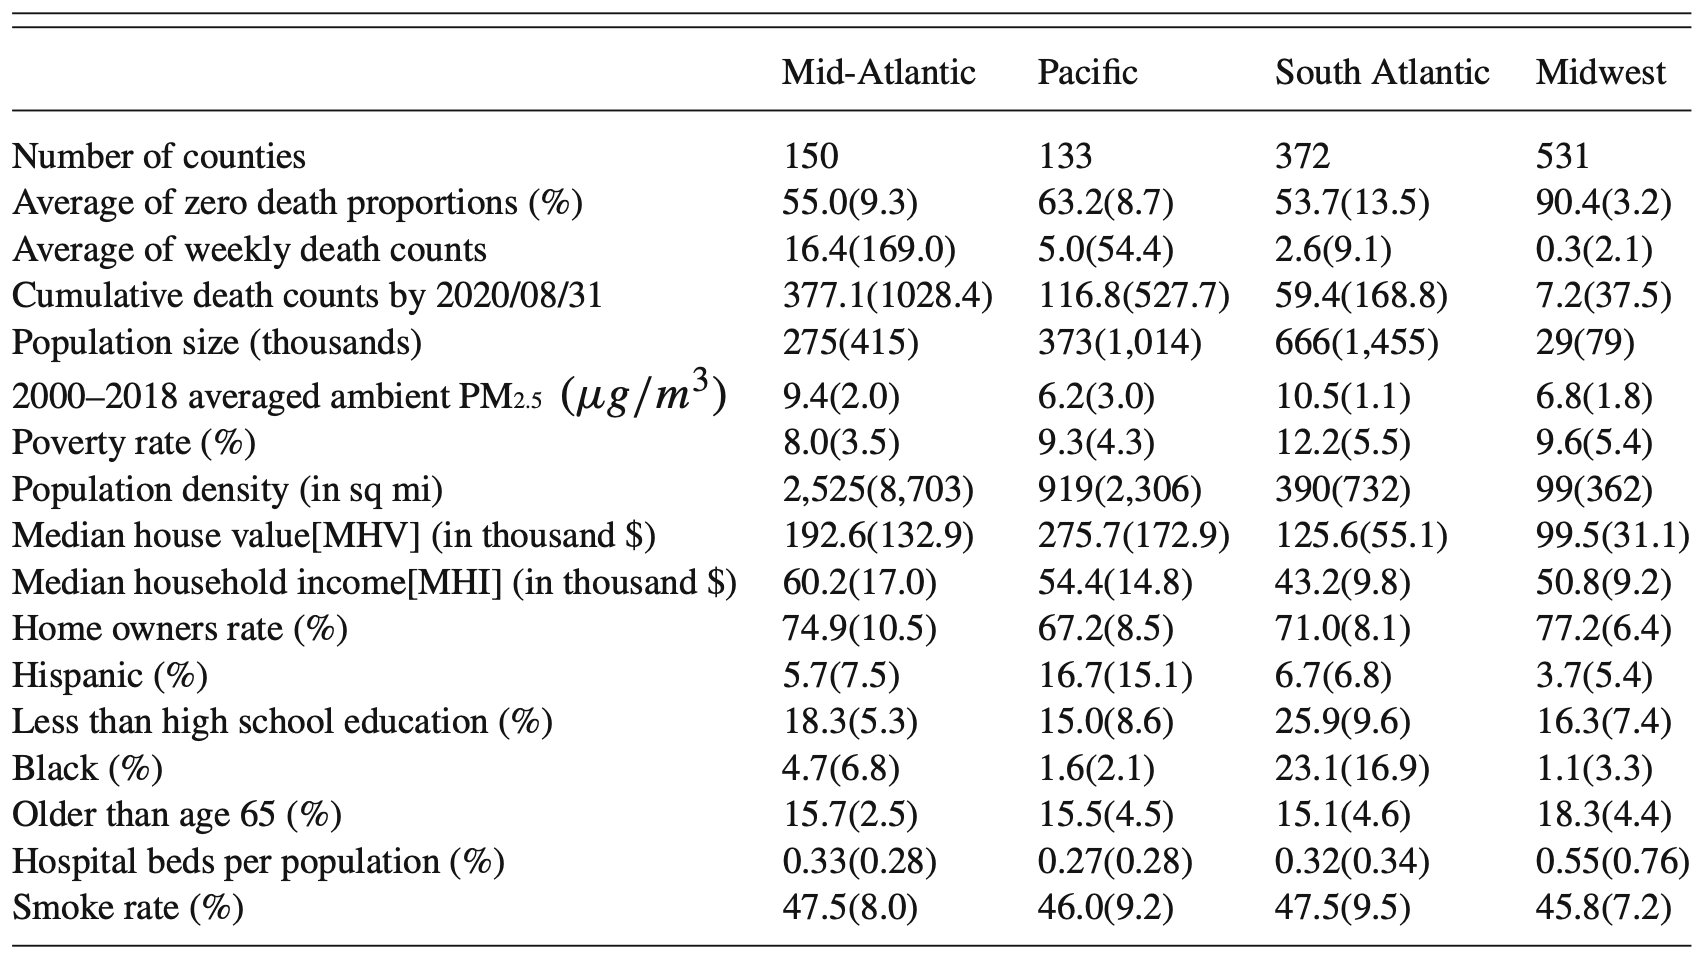 Mid-Atlantic Pacific South Atlantic Midwest
Number of counties 150 133 372 531
Average of zero death proportions (%) 55.0(9.3) 63.2(8.7) 53.7(13.5) 90.4(3.2)
Average of weekly death counts 16.4(169.0) 5.0(54.4) 2.6(9.1) 0.3(2.1)
Cumulative death counts by 2020/08/31 377.1(1028.4) 116.8(527.7) 59.4(168.8) 7.2(37.5)
Population size (thousands) 275(415) 373(1,014) 666(1,455) 29(79)
2000–2018 averaged ambient PM2.5 (μg/m³) 9.4(2.0) 6.2(3.0) 10.5(1.1) 6.8(1.8)
Poverty rate (%) 8.0(3.5) 9.3(4.3) 12.2(5.5) 9.6(5.4)
Population density (in sq mi) 2,525(8,703) 919(2,306) 390(732) 99(362)
Median house value[MHV] (in thousand $) 192.6(132.9) 275.7(172.9) 125.6(55.1) 99.5(31.1)
Median household income[MHI] (in thousand $) 60.2(17.0) 54.4(14.8) 43.2(9.8) 50.8(9.2)
Home owners rate (%) 74.9(10.5) 67.2(8.5) 71.0(8.1) 77.2(6.4)
Hispanic (%) 5.7(7.5) 16.7(15.1) 6.7(6.8) 3.7(5.4)
Less than high school education (%) 18.3(5.3) 15.0(8.6) 25.9(9.6) 16.3(7.4)
Black (%) 4.7(6.8) 1.6(2.1) 23.1(16.9) 1.1(3.3)
Older than age 65 (%) 15.7(2.5) 15.5(4.5) 15.1(4.6) 18.3(4.4)
Hospital beds per population (%) 0.33(0.28) 0.27(0.28) 0.32(0.34) 0.55(0.76)
Smoke rate (%) 47.5(8.0) 46.0(9.2) 47.5(9.5) 45.8(7.2)